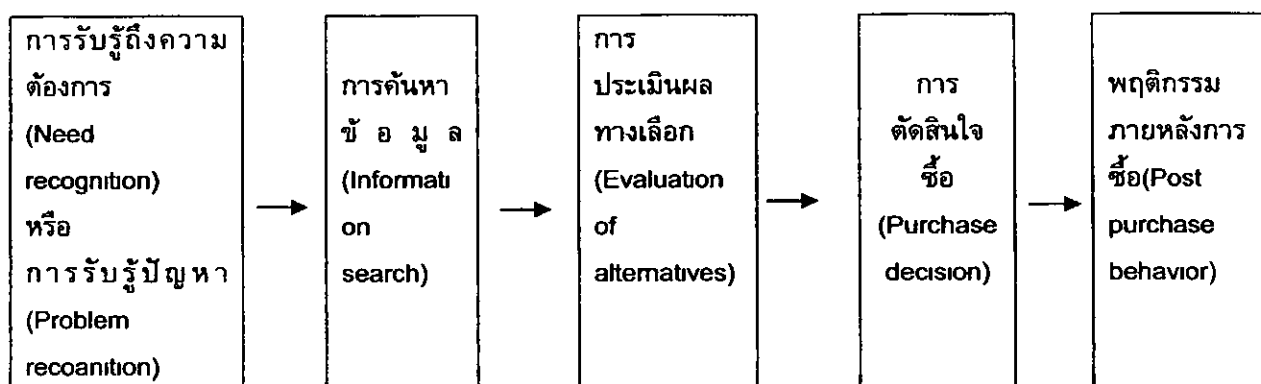 การรับรู้ถึงความ
ต้องการ
(Need
recognition)
หรือ
การรับรู้ปัญหา
(Problem
recoanition)
การค้นหา
ข้อมูล
(Informati
on
search)
การ
ประเมินผล
ทางเลือก
(Evaluation
of
alternatives)
การ
ตัดสินใจ
ซื้อ
(Purchase
decision)
พฤติกรรม
ภายหลังการ
ซื้อ(Post
purchase
behavior)